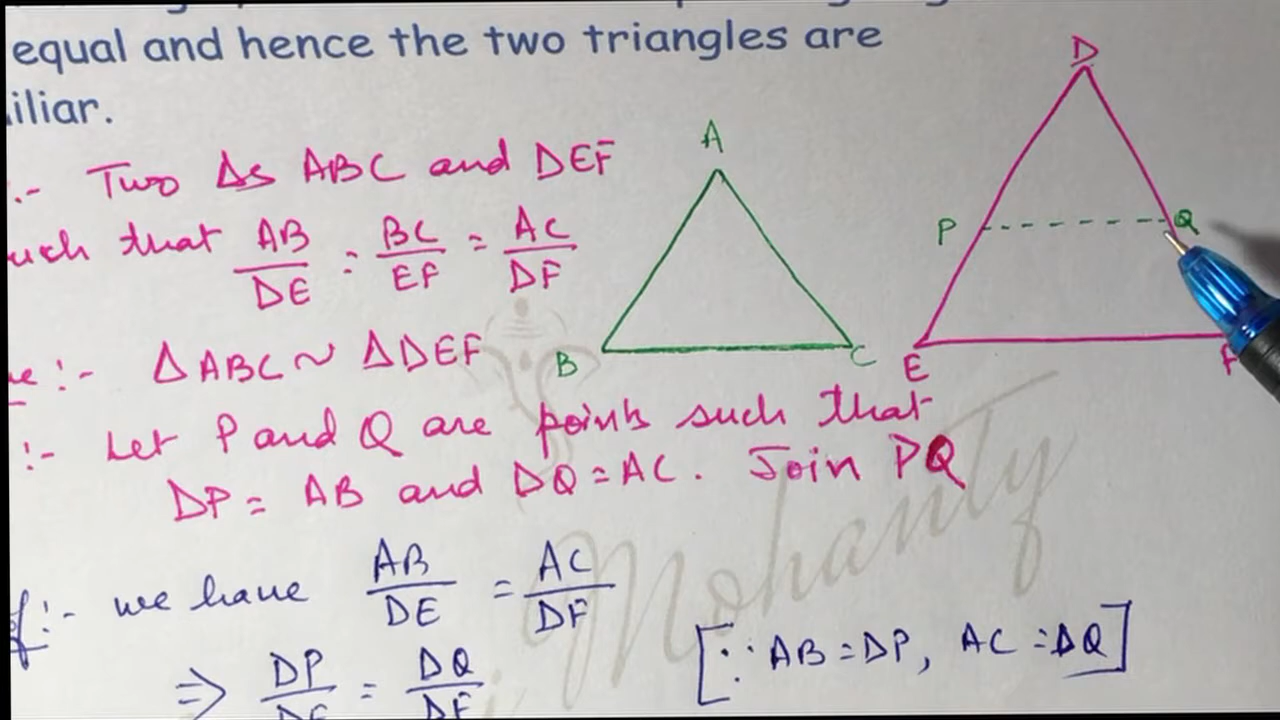 equal and hence the two triangles are
iliar.
:- Two Δs ABC and DEF
uch that AB/DE = BC/EF = AC/DF
:- ΔABC ~ ΔDEF
:- Let P and Q are points such that
DP = AB and DQ = AC. Join PQ
:- we have AB/DE = AC/DF
⇒ DP/DE = DQ/DF [∵ AB = DP, AC = DQ]
A
B
C
D
P
Q
E
F
Mohanty